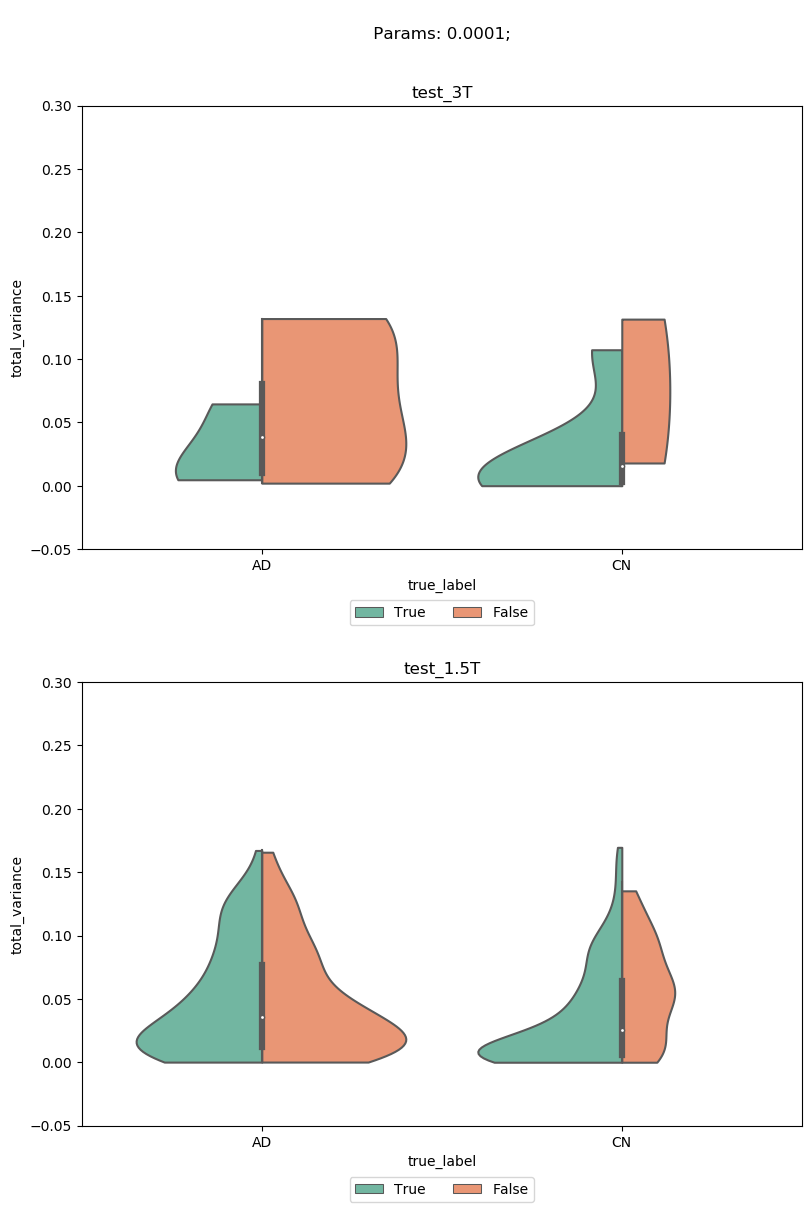 Params: 0.0001;
test_3T
0.30
0.25
0.20
0.15
0.10
0.05
0.00
−0.05
total_variance
AD CN
true_label
True False
test_1.5T
0.30
0.25
0.20
0.15
0.10
0.05
0.00
−0.05
total_variance
AD CN
true_label
True False